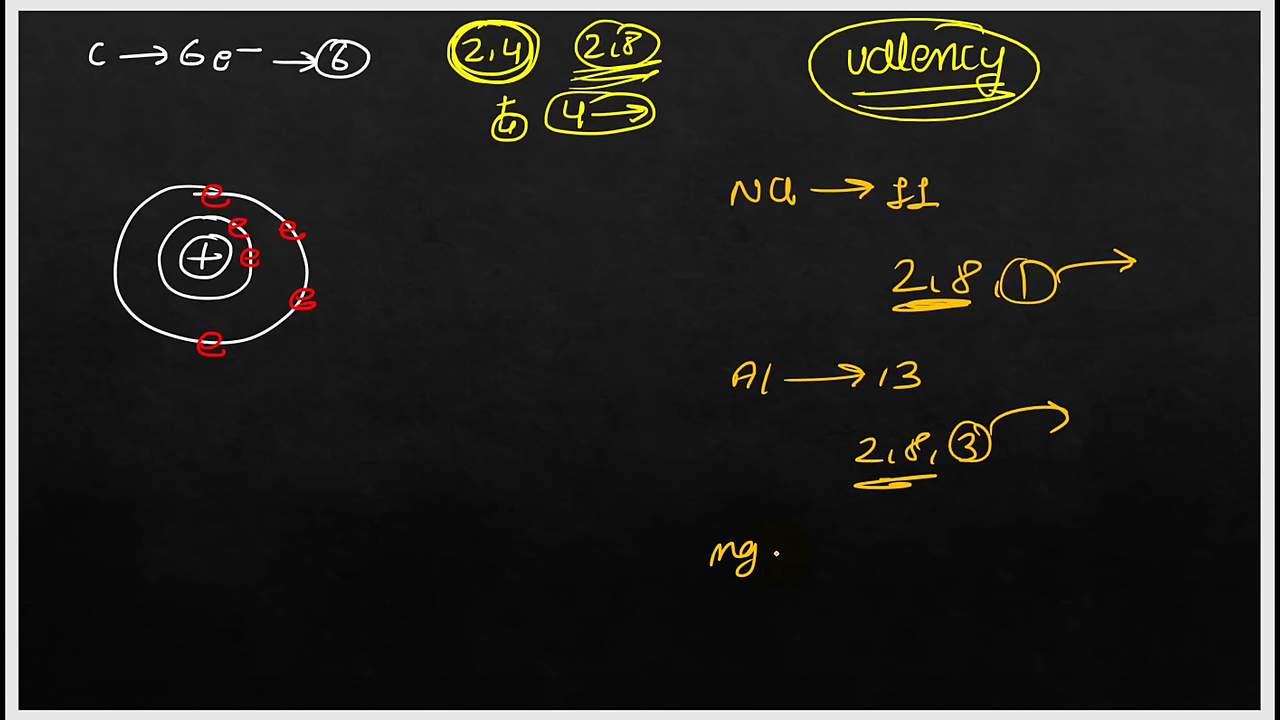 C → 6e⁻ → 6
2,4 2,8
+4 4 →
valency
e
e e
+ e
e
e
Na → 11
2,8,1
Al → 13
2,8,3
mg